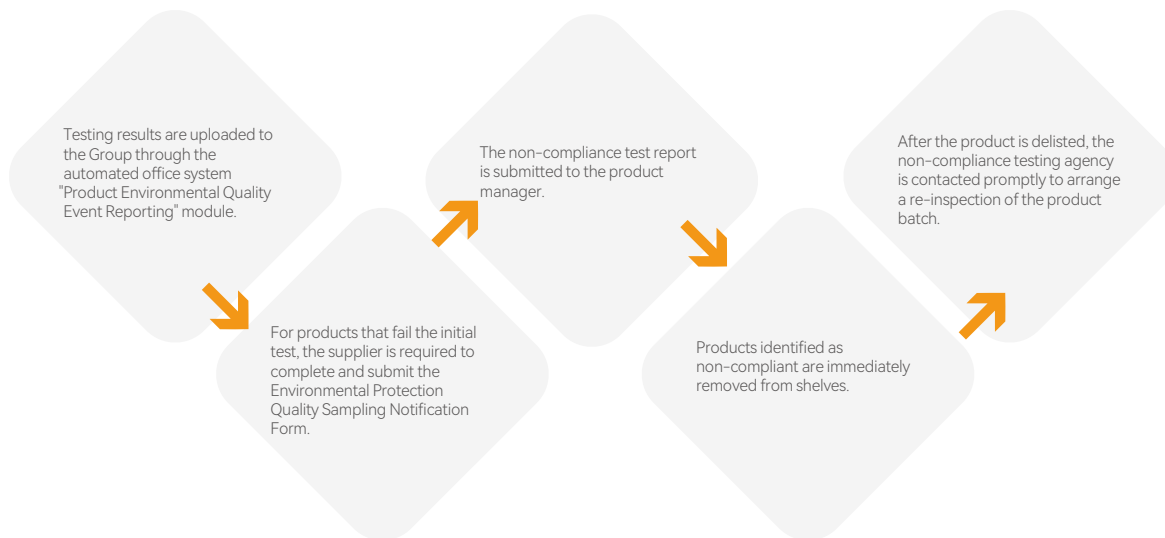 Testing results are uploaded to
the Group through the
automated office system
"Product Environmental Quality
Event Reporting" module.
For products that fail the initial
test, the supplier is required to
complete and submit the
Environmental Protection
Quality Sampling Notification
Form.
The non-compliance test report
is submitted to the product
manager.
Products identified as
non-compliant are immediately
removed from shelves.
After the product is delisted, the
non-compliance testing agency
is contacted promptly to arrange
a re-inspection of the product
batch.